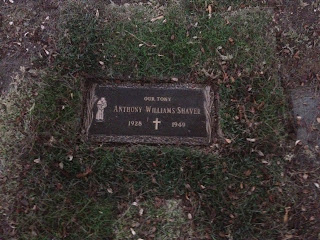 OUR TONY
ANTHONY WILLIAMS SHAVER
1928 1949